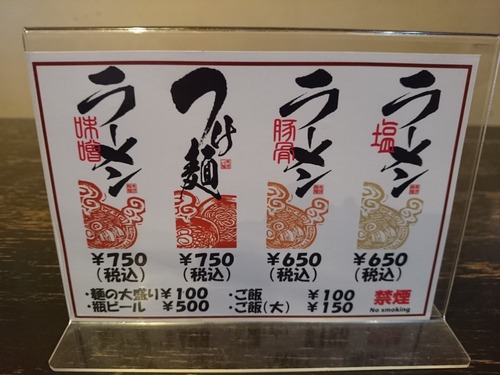 味噌
ラーメン
つけ麺
豚骨
ラーメン
塩
ラーメン
¥750
(税込)
¥750
(税込)
¥650
(税込)
¥650
(税込)
・麺の大盛り ¥100
・瓶ビール ¥500
・ご飯 ¥100
・ご飯(大) ¥150
禁煙
No smoking